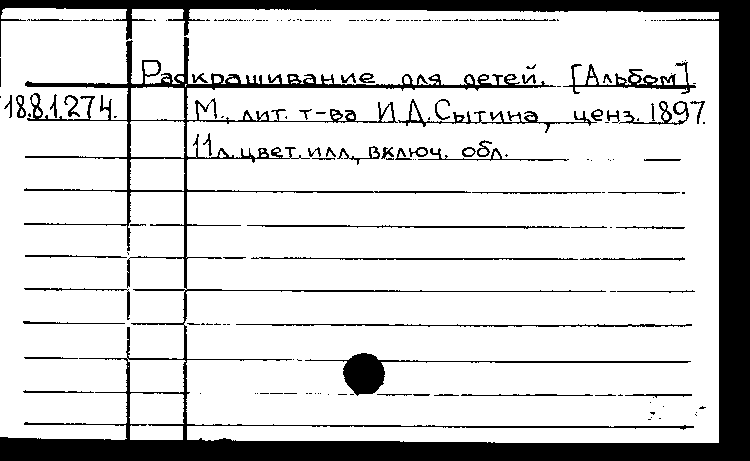 Раскрашивание для детей. [Альбом].
18.8.1.274. М., лит. т-ва И.Д.Сытина, ценз. 1897.
11л.цвет.илл., включ. обл.